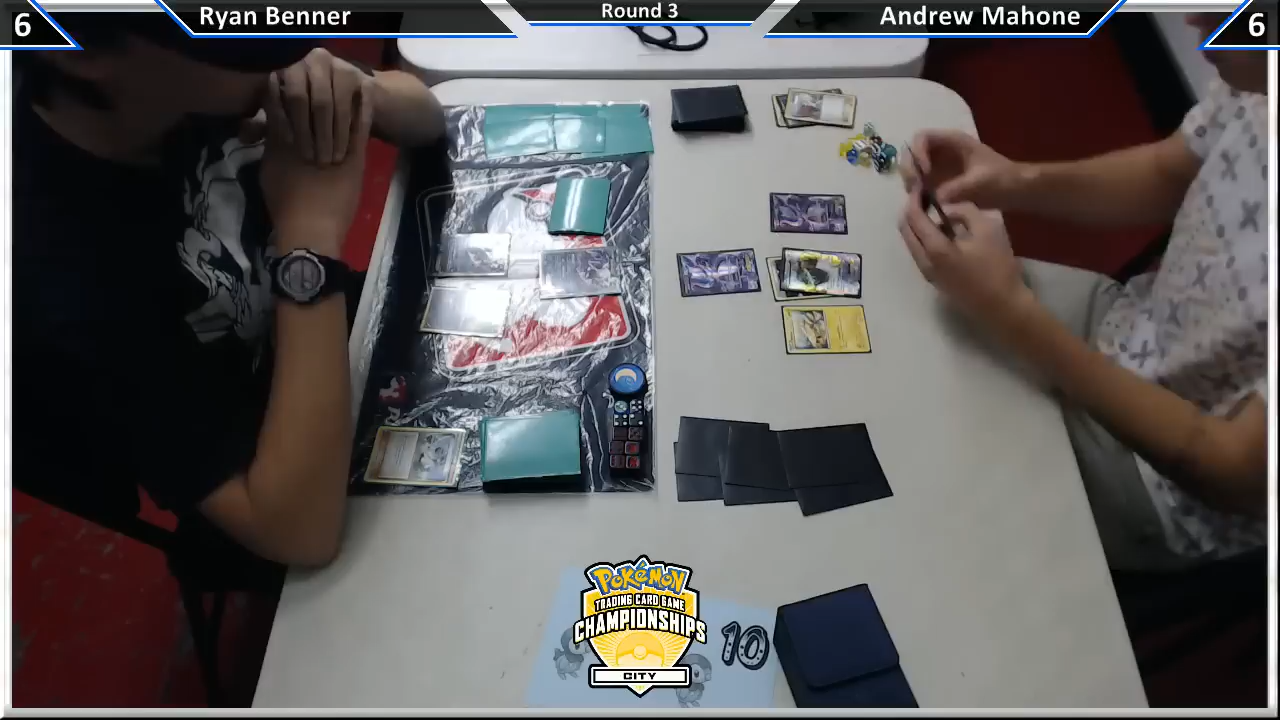 6
Ryan Benner
Round 3
Andrew Mahone
6
POKéMON
TRADING CARD GAME
CHAMPIONSHIPS
CITY
10